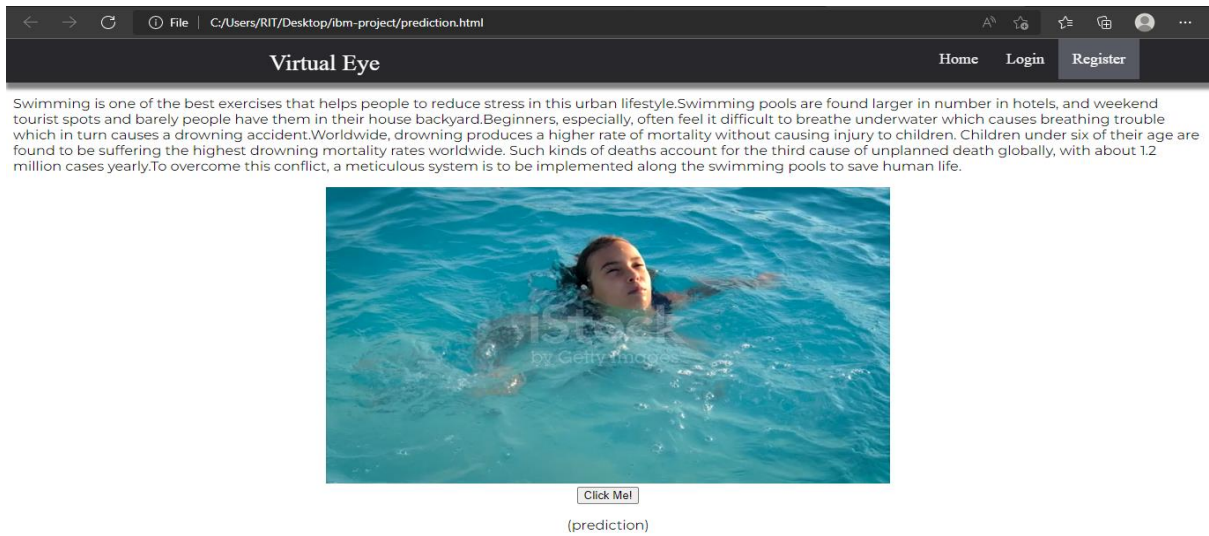 File
C:/Users/RIT/Desktop/ibm-project/prediction.html
Virtual Eye
Home Login Register
Swimming is one of the best exercises that helps people to reduce stress in this urban lifestyle.Swimming pools are found larger in number in hotels, and weekend
tourist spots and barely people have them in their house backyard.Beginners, especially, often feel it difficult to breathe underwater which causes breathing trouble
which in turn causes a drowning accident.Worldwide, drowning produces a higher rate of mortality without causing injury to children. Children under six of their age are
found to be suffering the highest drowning mortality rates worldwide. Such kinds of deaths account for the third cause of unplanned death globally, with about 1.2
million cases yearly.To overcome this conflict, a meticulous system is to be implemented along the swimming pools to save human life.
iStock
by Getty Images
Click Me!
(prediction)